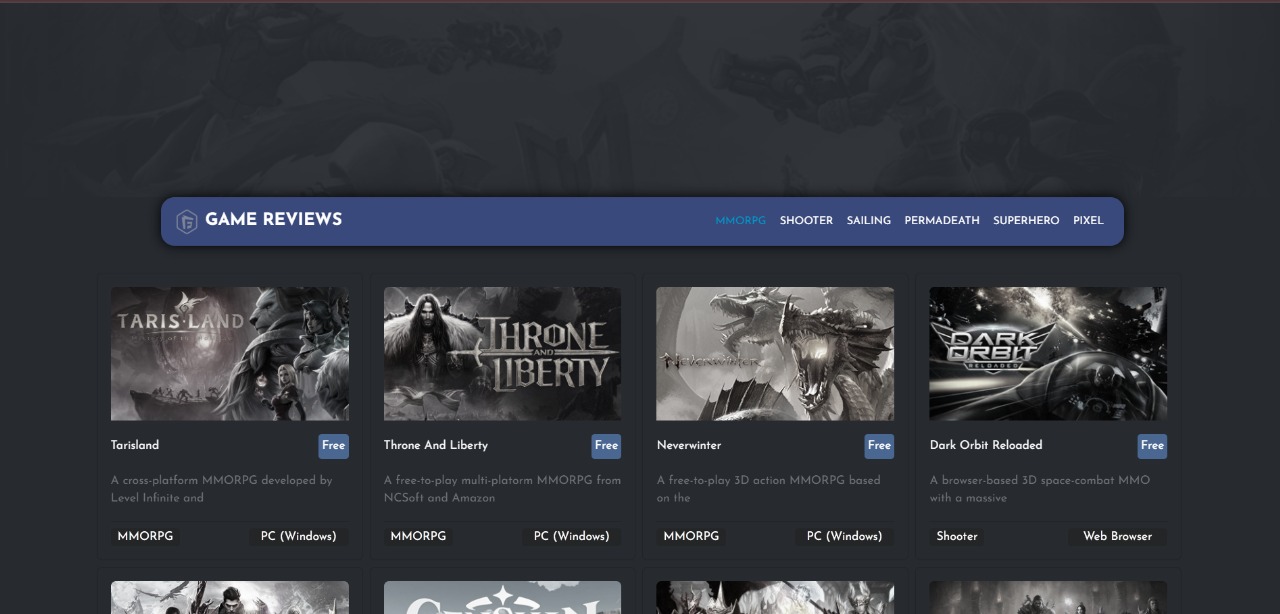 GAME REVIEWS
MMORPG SHOOTER SAILING PERMADEATH SUPERHERO PIXEL
TARISLAND
THRONE
AND
LIBERTY
NEVERWINTER
DARK
ORBIT
RELOADED
Tarisland Free
A cross-platform MMORPG developed by
Level Infinite and
MMORPG PC (Windows)
Throne And Liberty Free
A free-to-play multi-platorm MMORPG from
NCSoft and Amazon
MMORPG PC (Windows)
Neverwinter Free
A free-to-play 3D action MMORPG based
on the
MMORPG PC (Windows)
Dark Orbit Reloaded Free
A browser-based 3D space-combat MMO
with a massive
Shooter Web Browser
GENSHIN